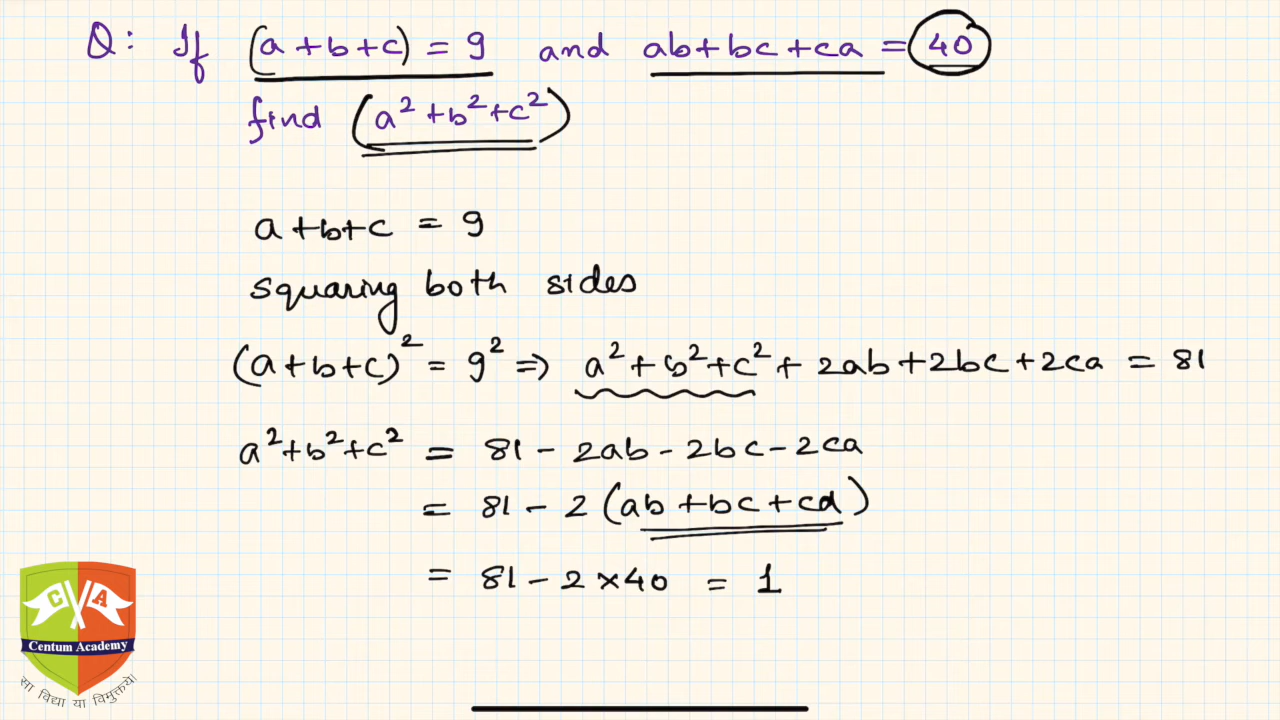 Q: If (a+b+c) = 9 and ab+bc+ca = 40
find (a²+b²+c²)
a+b+c = 9
squaring both sides
(a+b+c)² = 9² => a²+b²+c²+2ab+2bc+2ca = 81
a²+b²+c² = 81 - 2ab - 2bc - 2ca
= 81 - 2 (ab+bc+ca)
= 81 - 2×40 = 1
C A
Centum Academy
सा विद्या या विमुक्तये।